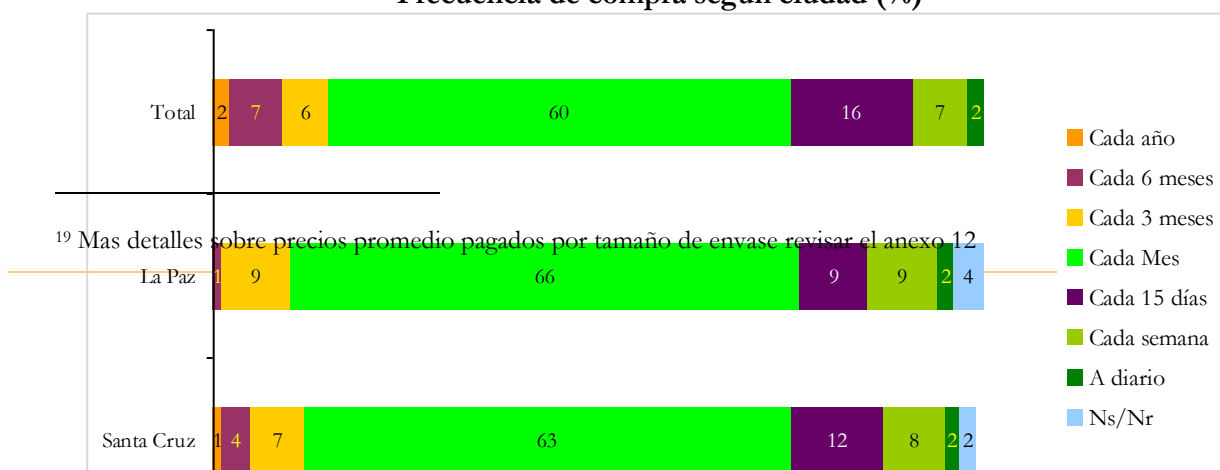 Frecuencia de compra según ciudad (%)
Total 2 7 6 60 16 7 2
19 Mas detalles sobre precios promedio pagados por tamaño de envase revisar el anexo 12
La Paz 1 9 66 9 9 2 4
Santa Cruz 1 4 7 63 12 8 2 2
Cada año
Cada 6 meses
Cada 3 meses
Cada Mes
Cada 15 días
Cada semana
A diario
Ns/Nr